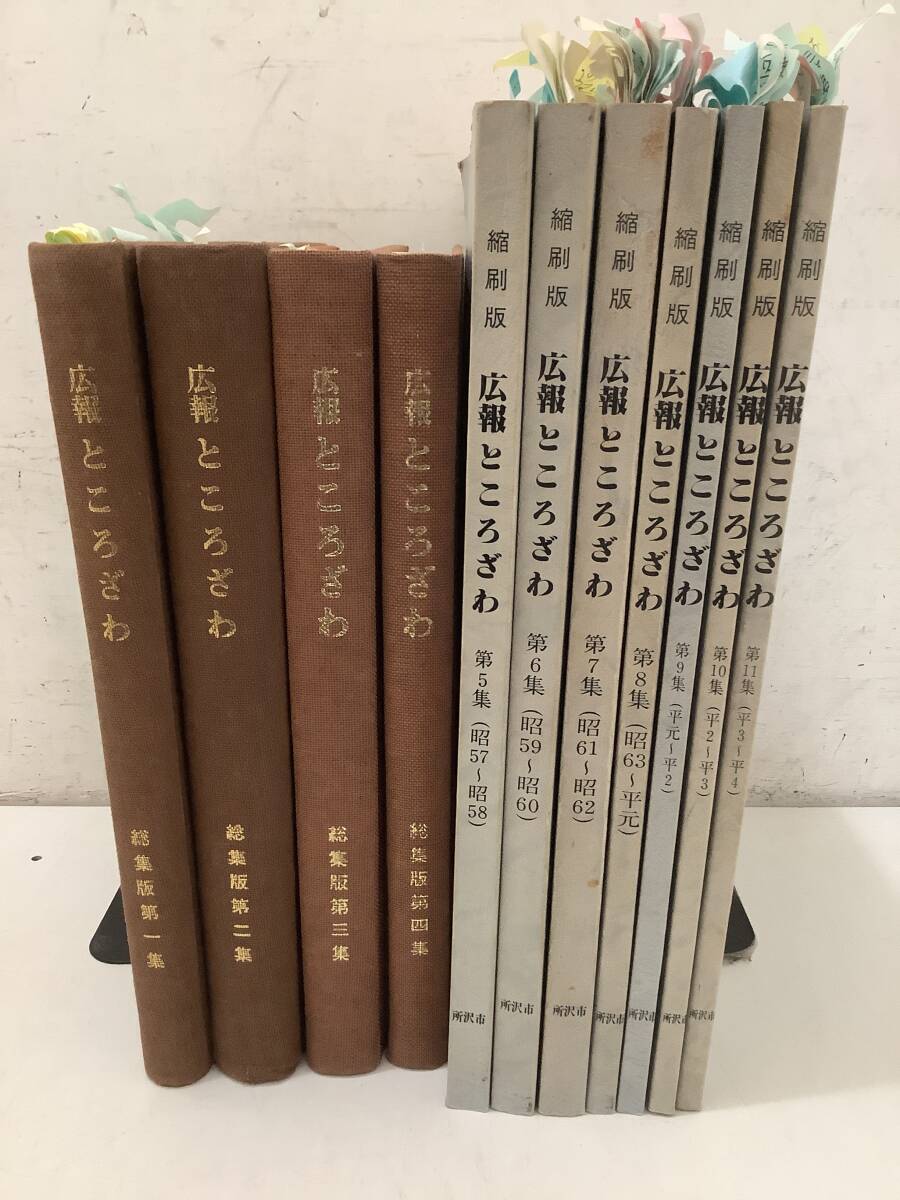 広報ところざわ 総集版第一集
広報ところざわ 総集版第二集
広報ところざわ 総集版第三集
広報ところざわ 総集版第四集
縮刷版 広報ところざわ 第5集(昭57〜昭58) 所沢市
縮刷版 広報ところざわ 第6集(昭59〜昭60) 所沢市
縮刷版 広報ところざわ 第7集(昭61〜昭62) 所沢市
縮刷版 広報ところざわ 第8集(昭63〜平元) 所沢市
縮刷版 広報ところざわ 第9集(平元〜平2) 所沢市
縮刷版 広報ところざわ 第10集(平2〜平3) 所沢市
縮刷版 広報ところざわ 第11集(平3〜平4) 所沢市